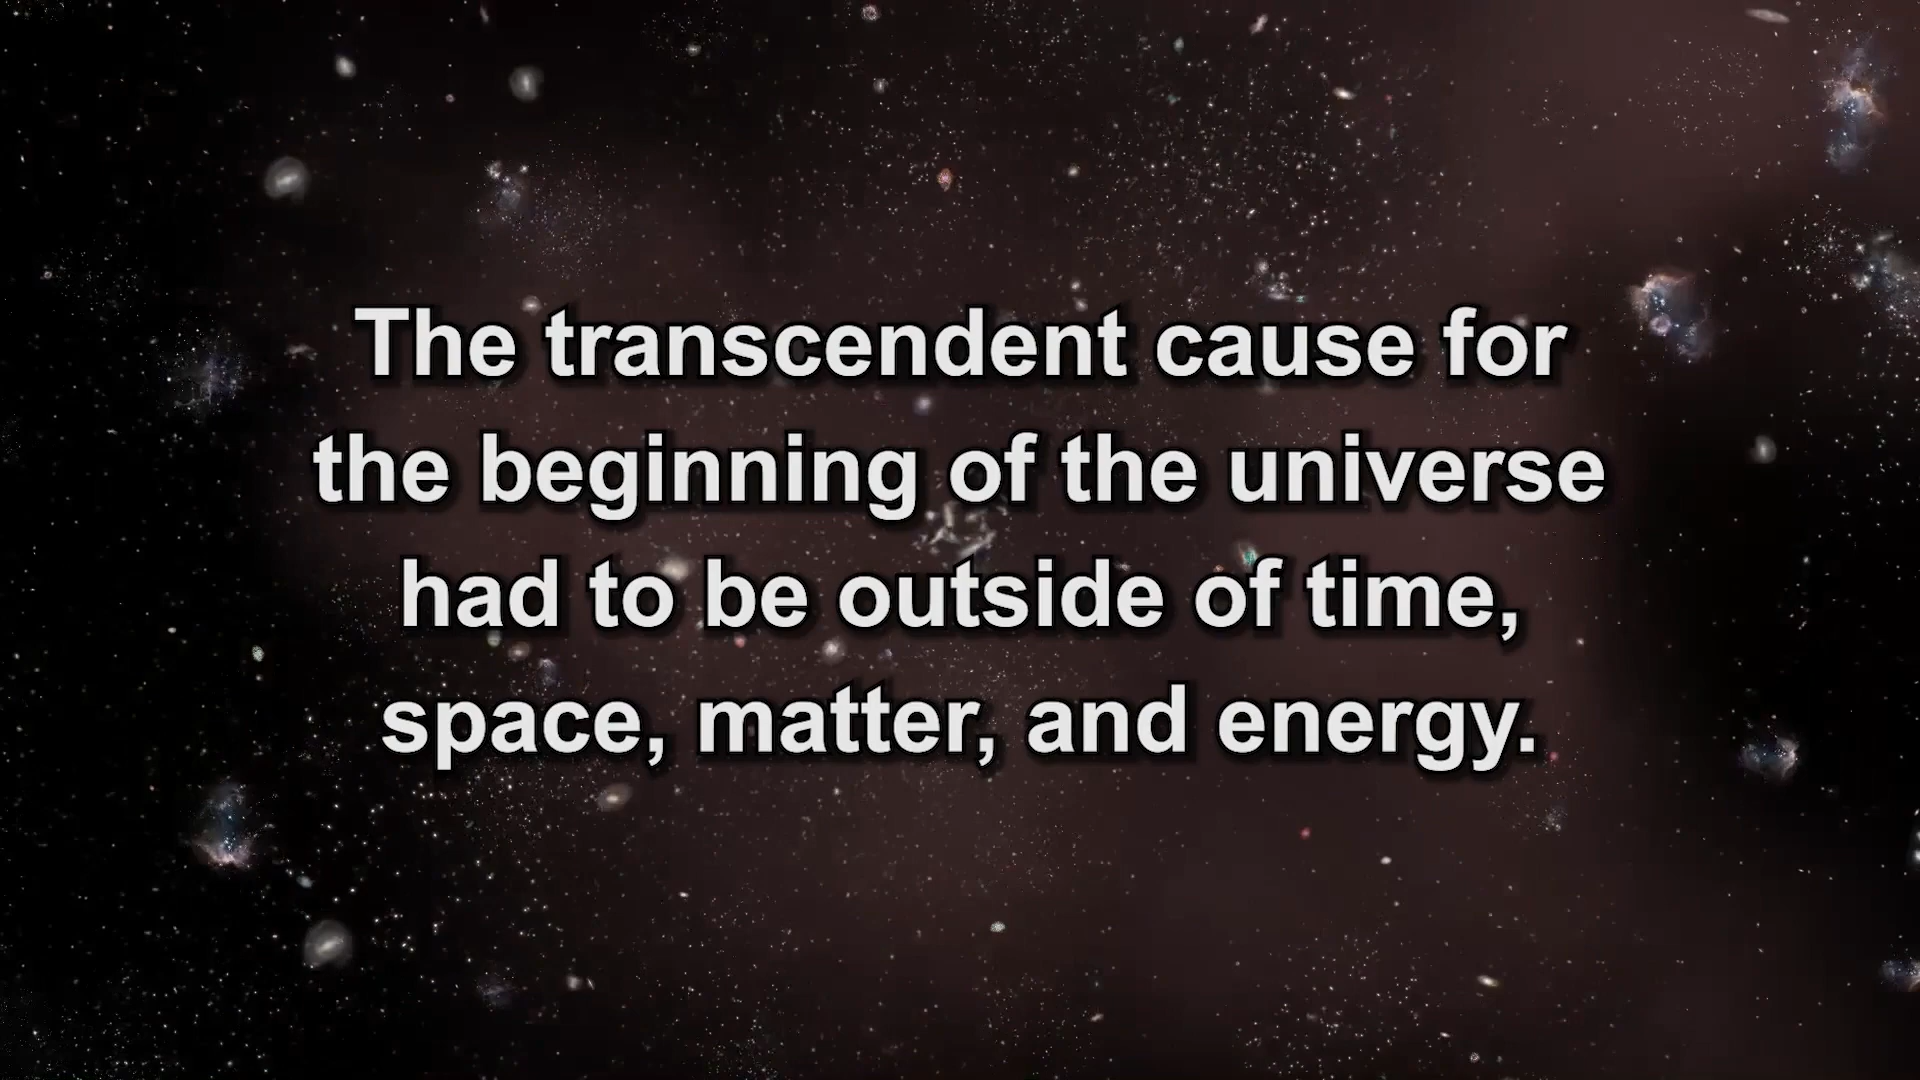 The transcendent cause for
the beginning of the universe
had to be outside of time,
space, matter, and energy.